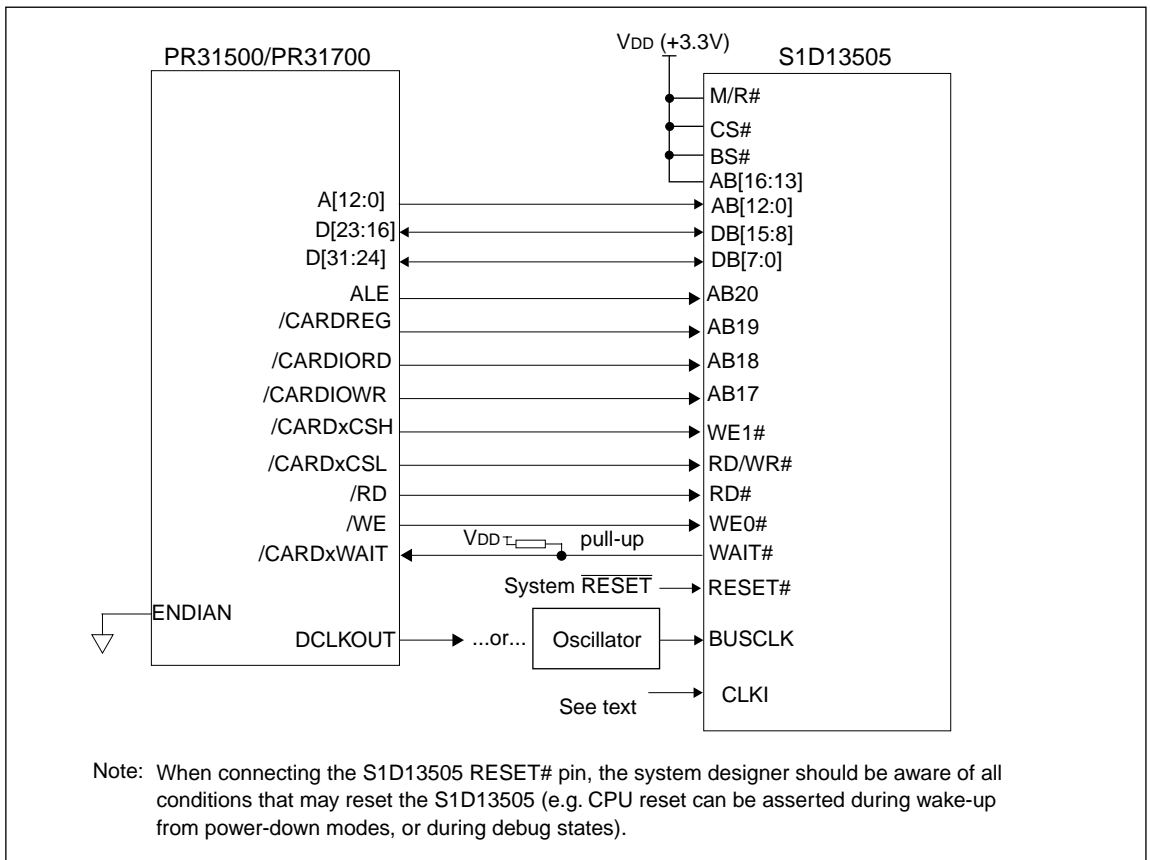 VDD (+3.3V)
PR31500/PR31700
S1D13505
M/R#
CS#
BS#
AB[16:13]
A[12:0]
AB[12:0]
D[23:16]
DB[15:8]
D[31:24]
DB[7:0]
ALE
AB20
/CARDREG
AB19
/CARDIORD
AB18
/CARDIOWR
AB17
/CARDxCSH
WE1#
/CARDxCSL
RD/WR#
/RD
RD#
/WE
WE0#
VDD
pull-up
/CARDxWAIT
WAIT#
System RESET
RESET#
ENDIAN
DCLKOUT
...or...
Oscillator
BUSCLK
See text
CLKI
Note: When connecting the S1D13505 RESET# pin, the system designer should be aware of all
conditions that may reset the S1D13505 (e.g. CPU reset can be asserted during wake-up
from power-down modes, or during debug states).